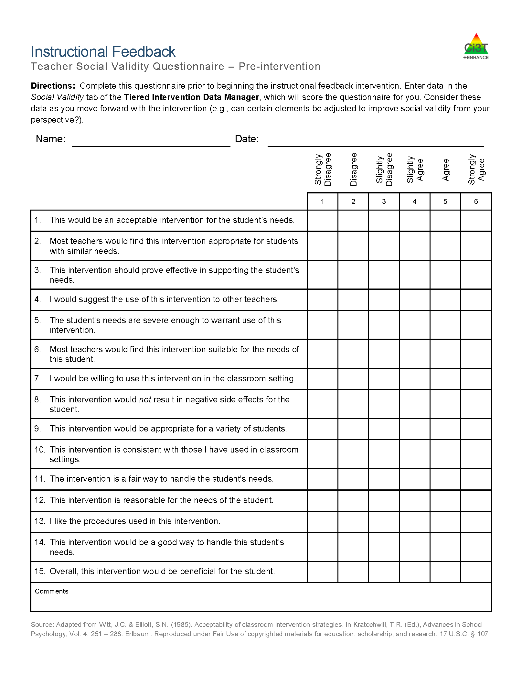 Ci3T
ENHANCE
Instructional Feedback
Teacher Social Validity Questionnaire – Pre-intervention
Directions: Complete this questionnaire prior to beginning the instructional feedback intervention. Enter data in the
Social Validity tab of the Tiered Intervention Data Manager, which will score the questionnaire for you. Consider these
data as you move forward with the intervention (e.g., can certain elements be adjusted to improve social validity from your
perspective?).
Name: Date:
Strongly Disagree
Disagree
Slightly Disagree
Slightly Agree
Agree
Strongly Agree
1 2 3 4 5 6
1. This would be an acceptable intervention for the student's needs.
2. Most teachers would find this intervention appropriate for students
with similar needs.
3. This intervention should prove effective in supporting the student's
needs.
4. I would suggest the use of this intervention to other teachers.
5. The student's needs are severe enough to warrant use of this
intervention.
6. Most teachers would find this intervention suitable for the needs of
this student.
7. I would be willing to use this intervention in the classroom setting.
8. This intervention would not result in negative side effects for the
student.
9. This intervention would be appropriate for a variety of students.
10. This intervention is consistent with those I have used in classroom
settings.
11. The intervention is a fair way to handle the student's needs.
12. This intervention is reasonable for the needs of the student.
13. I like the procedures used in this intervention.
14. This intervention would be a good way to handle this student's
needs.
15. Overall, this intervention would be beneficial for the student.
Comments:
Source: Adapted from Witt, J.C. & Elliott, S.N. (1985). Acceptability of classroom intervention strategies. In Kratochwill, T.R. (Ed.), Advances in School
Psychology, Vol. 4, 251 – 288. Erlbaum. Reproduced under Fair Use of copyrighted materials for education, scholarship, and research. 17 U.S.C. § 107